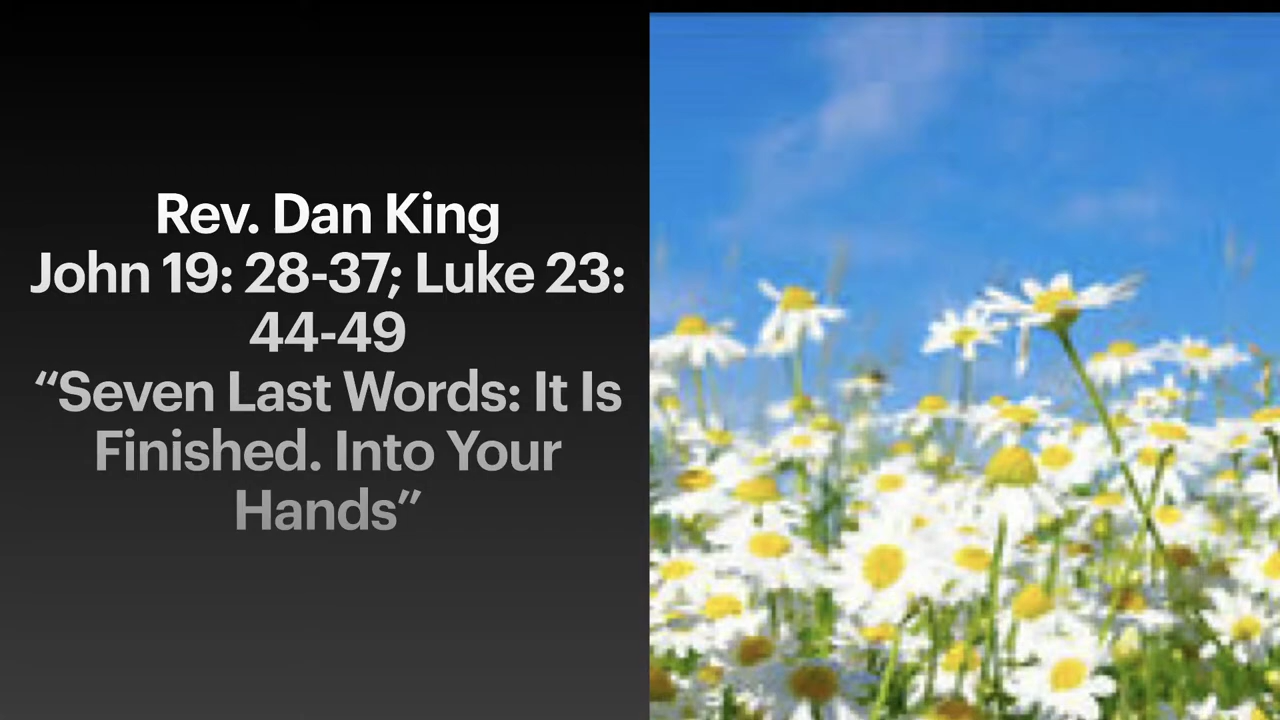 Rev. Dan King
John 19: 28-37; Luke 23:
44-49
“Seven Last Words: It Is
Finished. Into Your
Hands”